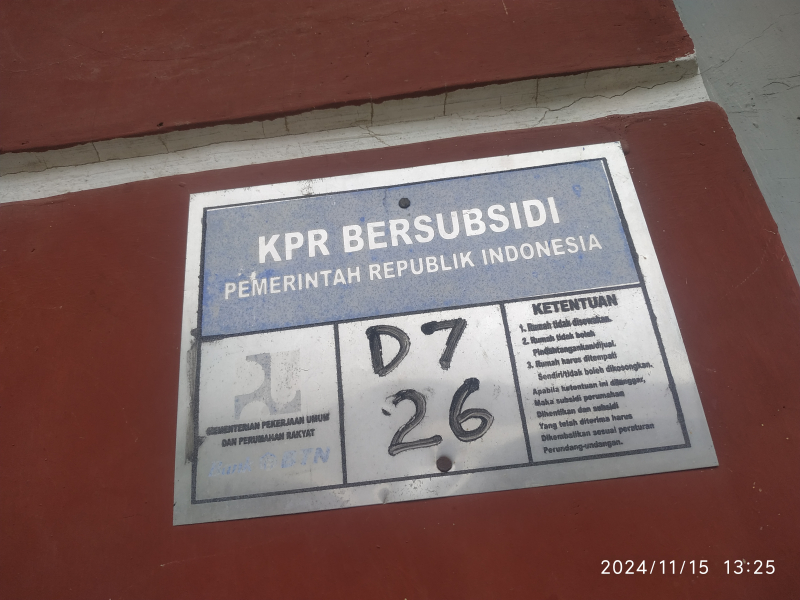 KPR BERSUBSIDI
PEMERINTAH REPUBLIK INDONESIA
KEMENTERIAN PEKERJAAN UMUM
DAN PERUMAHAN RAKYAT
BTN
D7
26
KETENTUAN
1. Rumah tidak disewakan.
2. Rumah tidak boleh
Pindahtangankan/dijual.
3. Rumah harus ditempati
Sendiri/tidak boleh dikosongkan.
Apabila ketentuan ini dilanggar,
Maka subsidi perumahan
Dihentikan dan subsidi
Yang telah diterima harus
Dikembalikan sesuai peraturan
Perundang-undangan.
2024/11/15 13:25